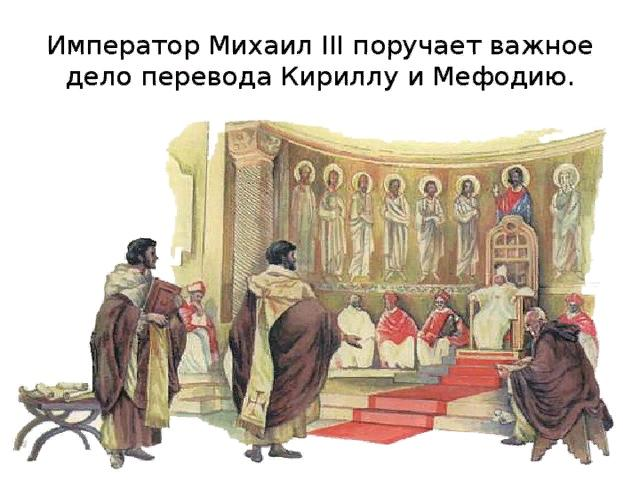 Император Михаил III поручает важное
дело перевода Кириллу и Мефодию.